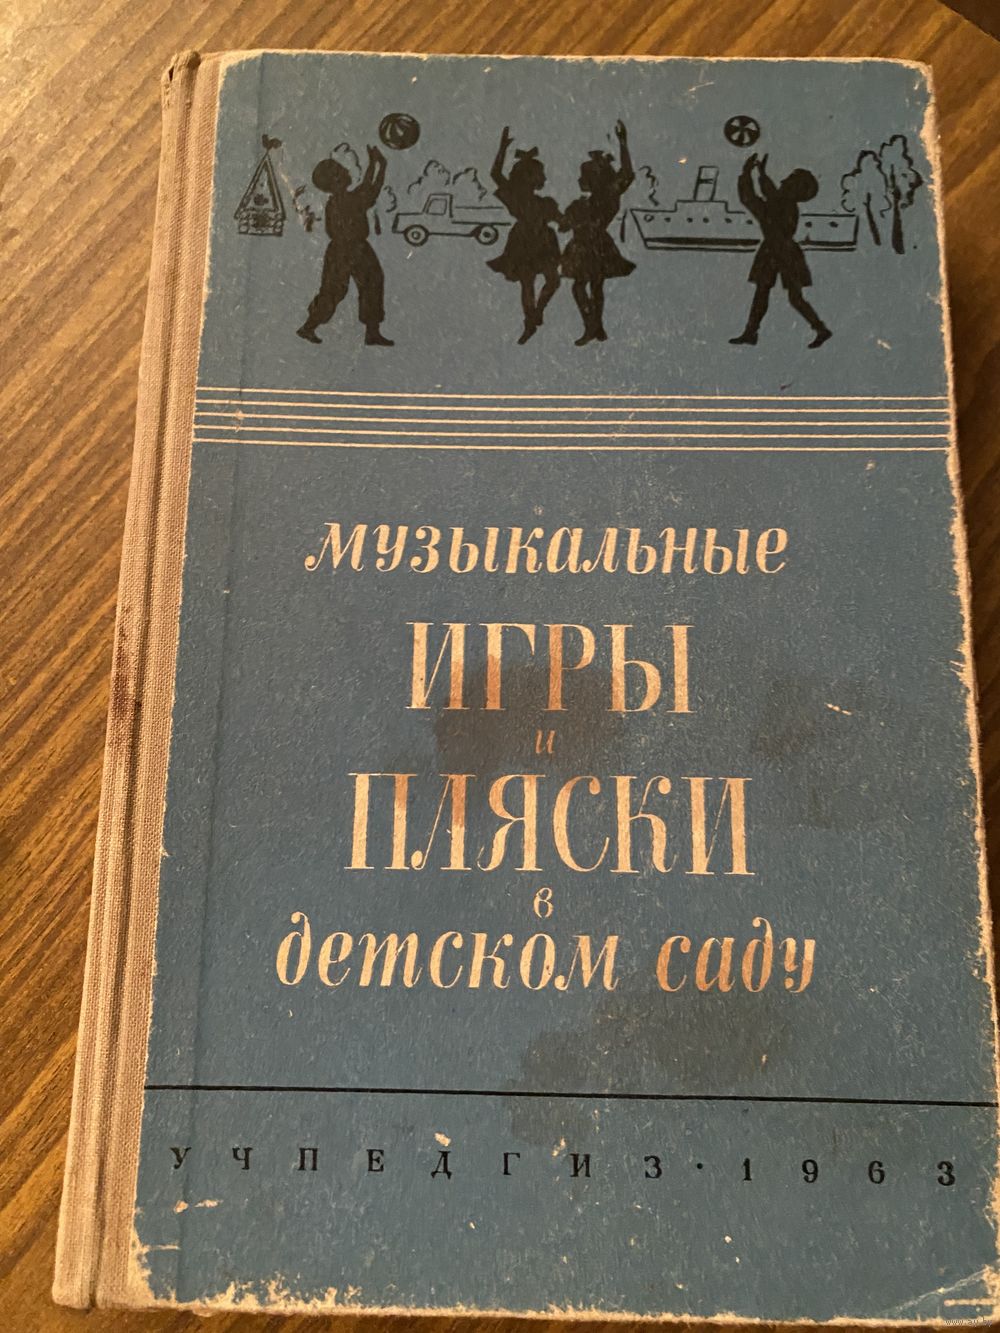 музыкальные
ИГРЫ
и
ПЛЯСКИ
в
детском саду
УЧПЕДГИЗ·1963